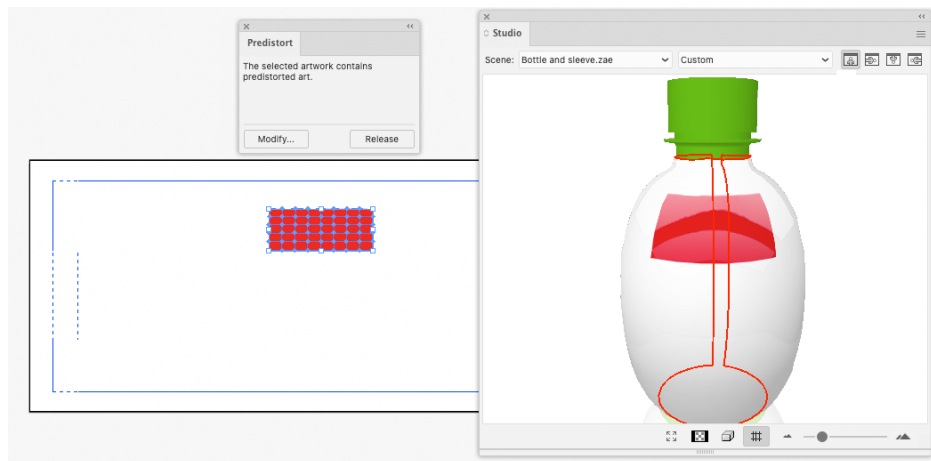 Predistort
The selected artwork contains
predistorted art.
Modify...
Release
Studio
Scene:
Bottle and sleeve.zae
Custom